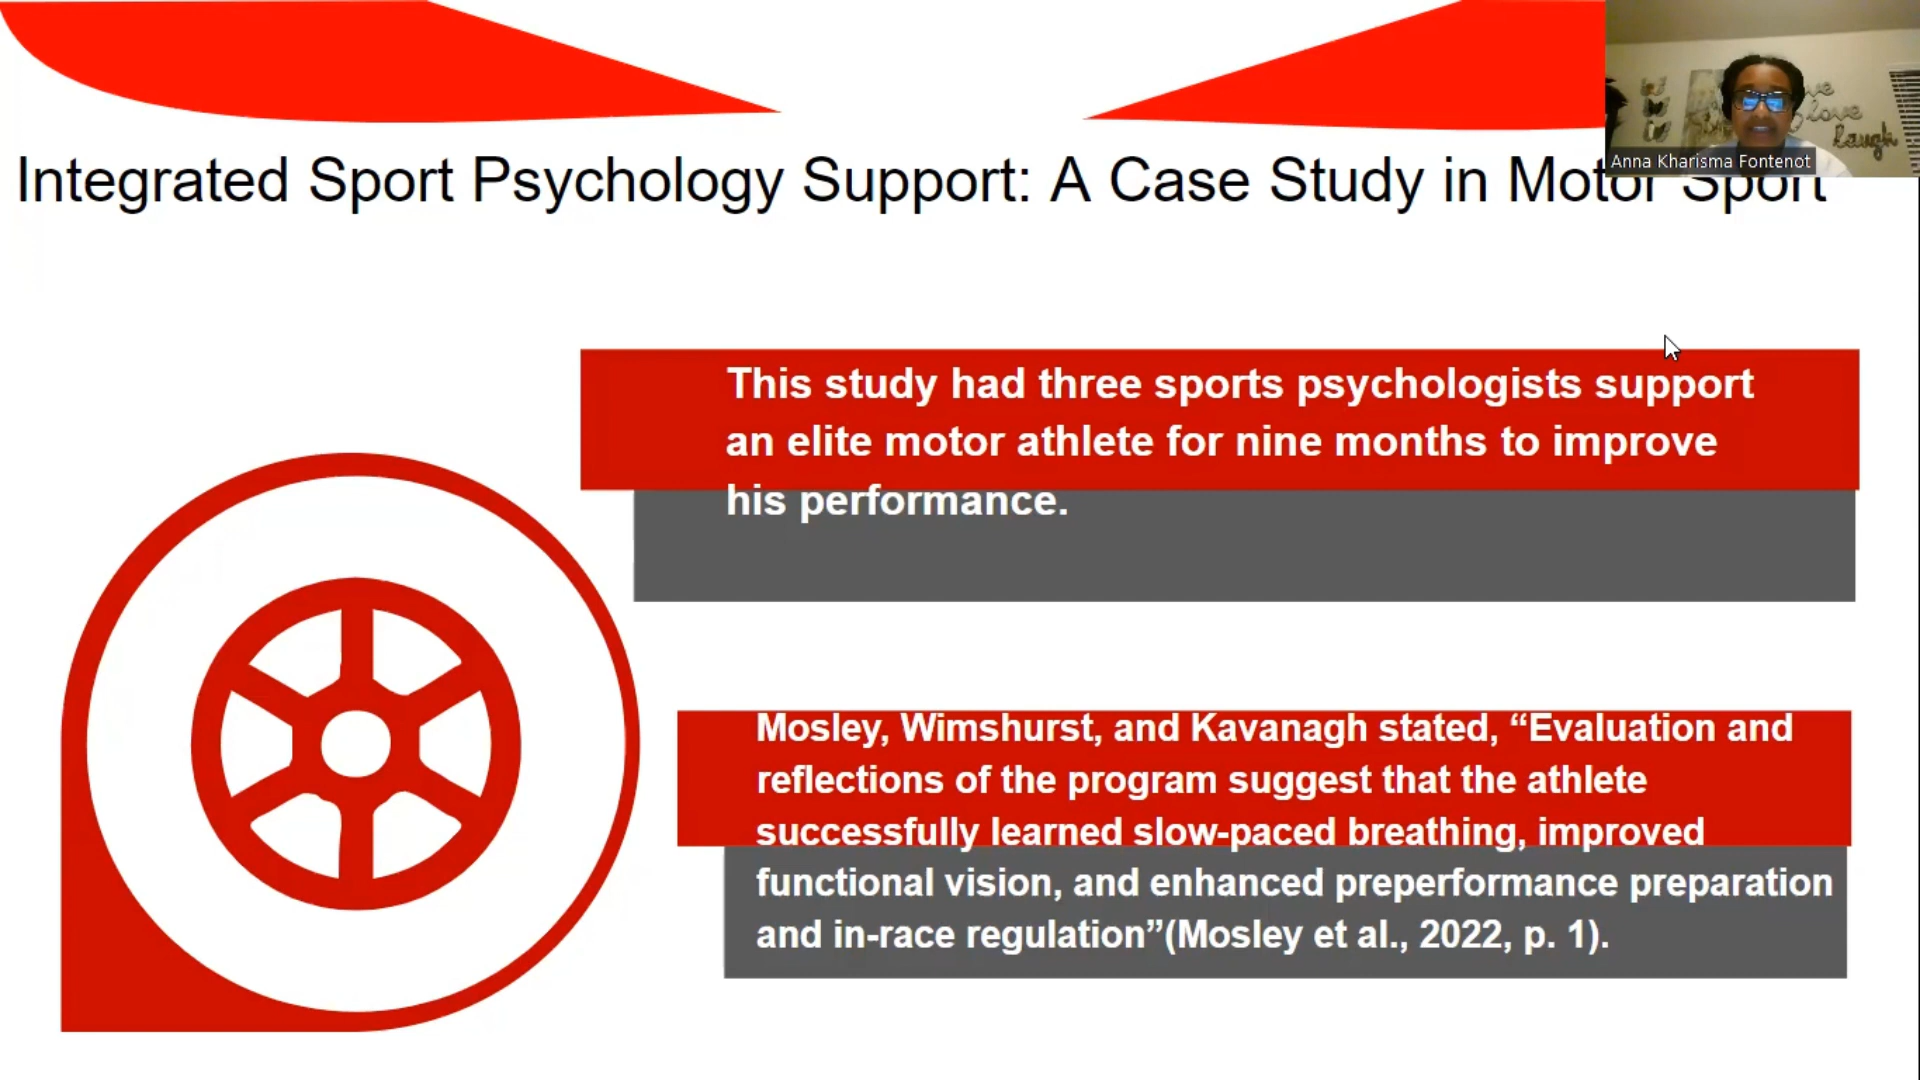 Integrated Sport Psychology Support: A Case Study in Motor Sport
Anna Kharisma Fontenot
love
laugh
This study had three sports psychologists support
an elite motor athlete for nine months to improve
his performance.
Mosley, Wimshurst, and Kavanagh stated, “Evaluation and
reflections of the program suggest that the athlete
successfully learned slow-paced breathing, improved
functional vision, and enhanced preperformance preparation
and in-race regulation”(Mosley et al., 2022, p. 1).